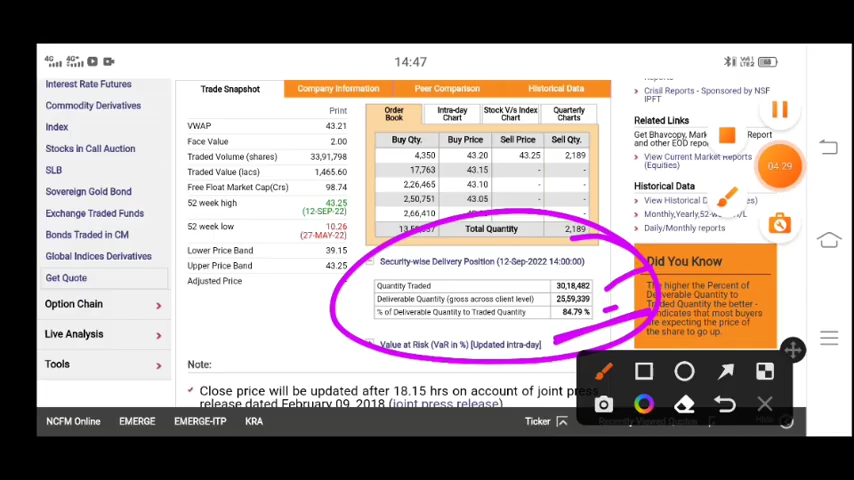 4G 4G+
14:47
Interest Rate Futures
Commodity Derivatives
Index
Stocks in Call Auction
SLB
Sovereign Gold Bond
Exchange Traded Funds
Bonds Traded in CM
Global Indices Derivatives
Get Quote
Option Chain
Live Analysis
Tools
Trade Snapshot
Company Information
Peer Comparison
Historical Data
Print
VWAP 43.21
Face Value 2.00
Traded Volume (shares) 33,91,798
Traded Value (lacs) 1,465.60
Free Float Market Cap(Crs) 98.74
52 week high 43.25
(12-SEP-22)
52 week low 10.26
(27-MAY-22)
Lower Price Band 39.15
Upper Price Band 43.25
Adjusted Price -
Order Book
Intra-day Chart
Stock V/s Index Chart
Quarterly Charts
Buy Qty. Buy Price Sell Price Sell Qty.
4,350 43.20 43.25 2,189
17,763 43.15 - -
2,26,465 43.10 - -
2,50,751 43.05 - -
2,66,410 - -
Total Quantity 2,189
Security-wise Delivery Position (12-Sep-2022 14:00:00)
Quantity Traded 30,18,482
Deliverable Quantity (gross across client level) 25,59,339
% of Deliverable Quantity to Traded Quantity 84.79 %
Value at Risk (VaR in %) [Updated intra-day]
Note:
Close price will be updated after 18.15 hrs on account of joint press
release dated February 09, 2018 (joint press release)
Reports
Crisil Reports - Sponsored by NSE
IPFT
Related Links
Get Bhavcopy, Report
and other EOD repor
View Current Market Reports
(Equities)
Historical Data
View Historical
Monthly,Yearly,52
Daily/Monthly reports
04:29
Did You Know
The higher the Percent of
Deliverable Quantity to
Traded Quantity the better -
indicates that most buyers
are expecting the price of
the share to go up.
NCFM Online
EMERGE
EMERGE-ITP
KRA
Ticker
Recently Viewed Quotes